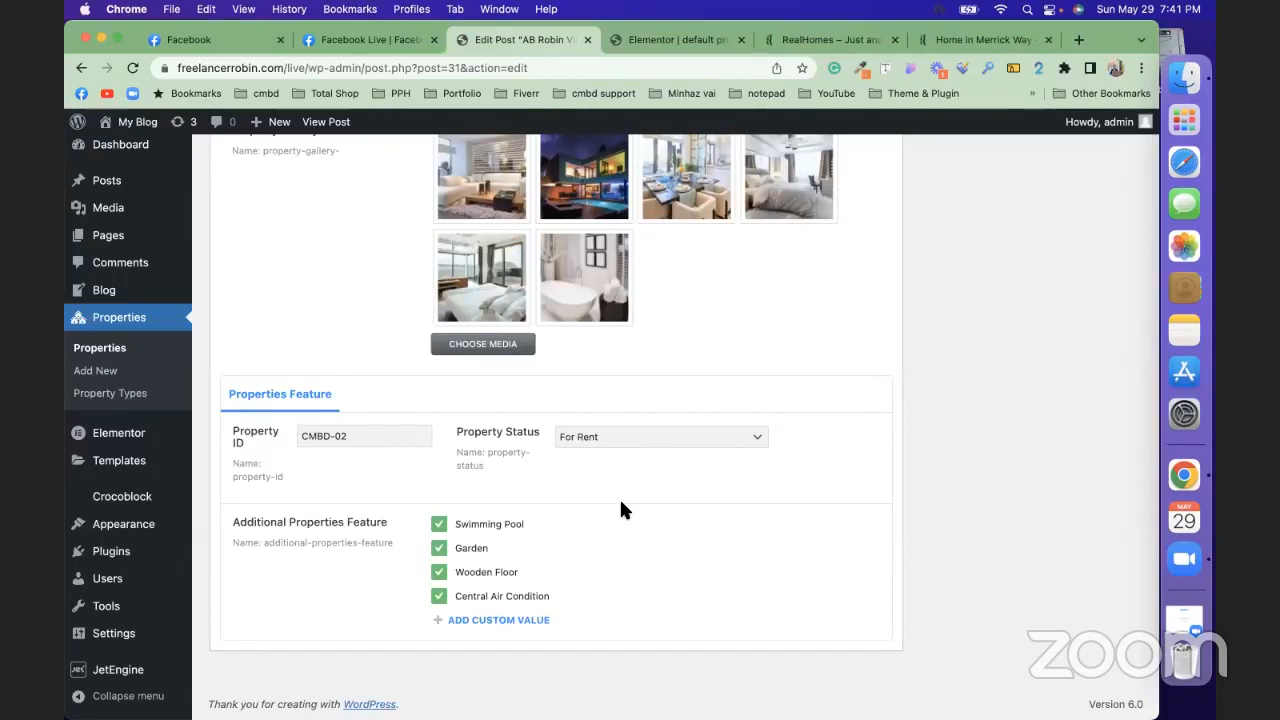 Chrome File Edit View History Bookmarks Profiles Tab Window Help Sun May 29 7:41 PM
Facebook
Facebook Live | Faceb
Edit Post "AB Robin Vi
Elementor | default pr
RealHomes – Just and
Home in Merrick Way
freelancerrobin.com/live/wp-admin/post.php?post=31&action=edit
Bookmarks cmbd Total Shop PPH Portfolio Fiverr cmbd support Minhaz vai notepad YouTube Theme & Plugin » Other Bookmarks
My Blog 3 0 New View Post Howdy, admin
Dashboard
Posts
Media
Pages
Comments
Blog
Properties
Properties
Add New
Property Types
Elementor
Templates
Crocoblock
Appearance
Plugins
Users
Tools
Settings
JetEngine
Collapse menu
Name: property-gallery-
CHOOSE MEDIA
Properties Feature
Property ID
Name: property-id
CMBD-02
Property Status
Name: property-status
For Rent
Additional Properties Feature
Name: additional-properties-feature
Swimming Pool
Garden
Wooden Floor
Central Air Condition
ADD CUSTOM VALUE
Thank you for creating with WordPress.
Version 6.0
MAY
29
zoom